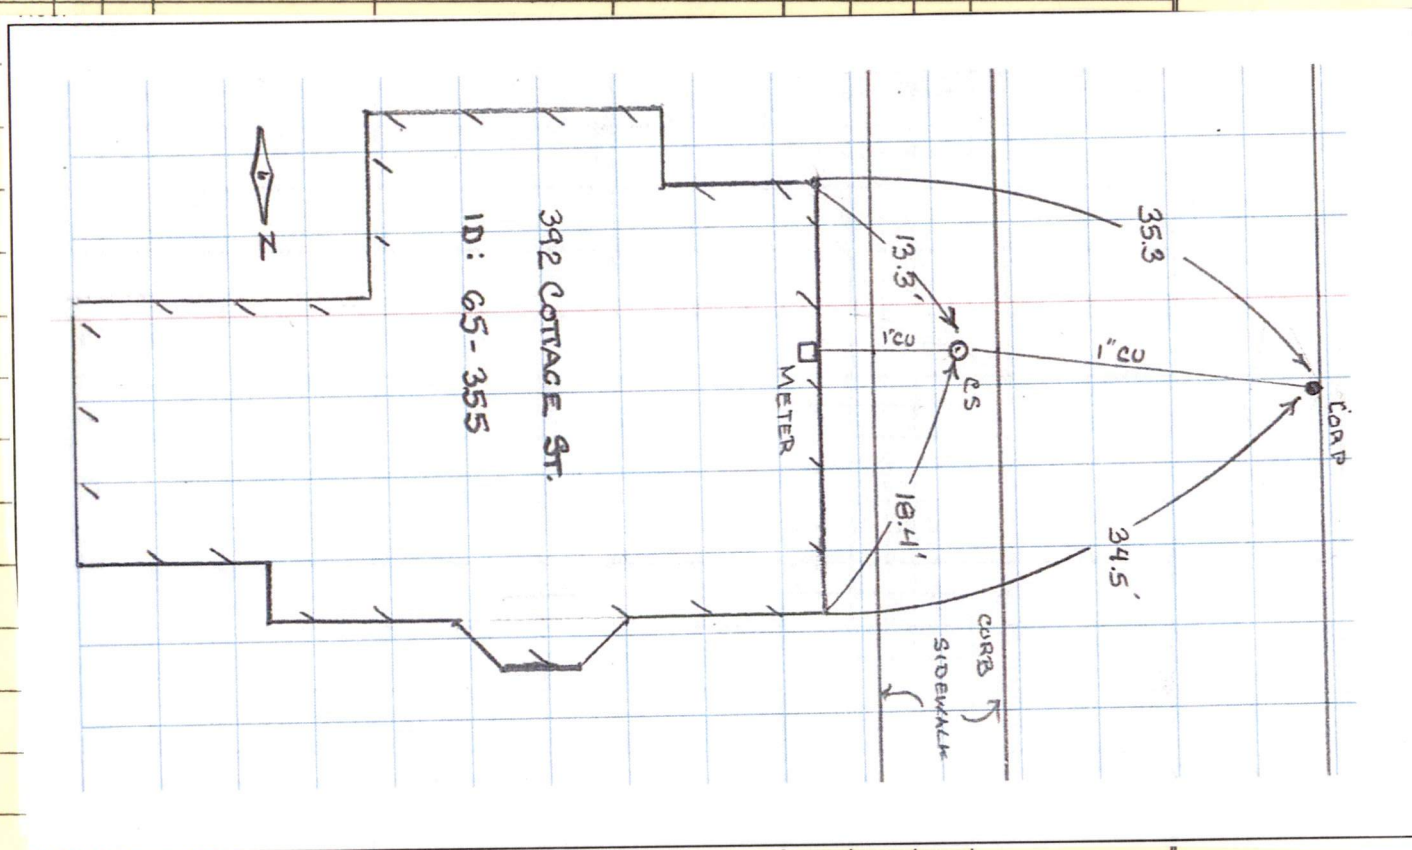 N
392 COTTAGE ST.
ID: 65-355
METER
1"CU
13.3'
18.4'
CS
1"CU
35.3
34.5'
CORP
CURB
SIDEWALK